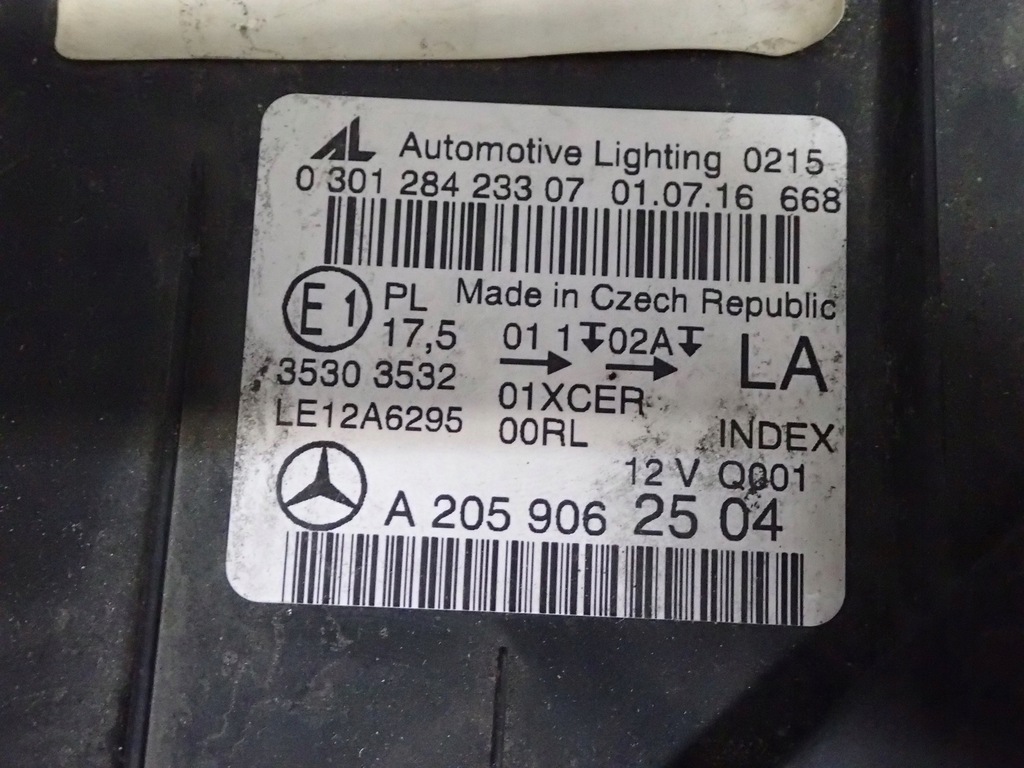 AL Automotive Lighting 0215
0 301 284 233 07 01.07.16 668
E1 PL Made in Czech Republic
17,5 01 1 02A LA
3530 3532 01XCER
LE12A6295 00RL INDEX
12 V Q001
A 205 906 25 04